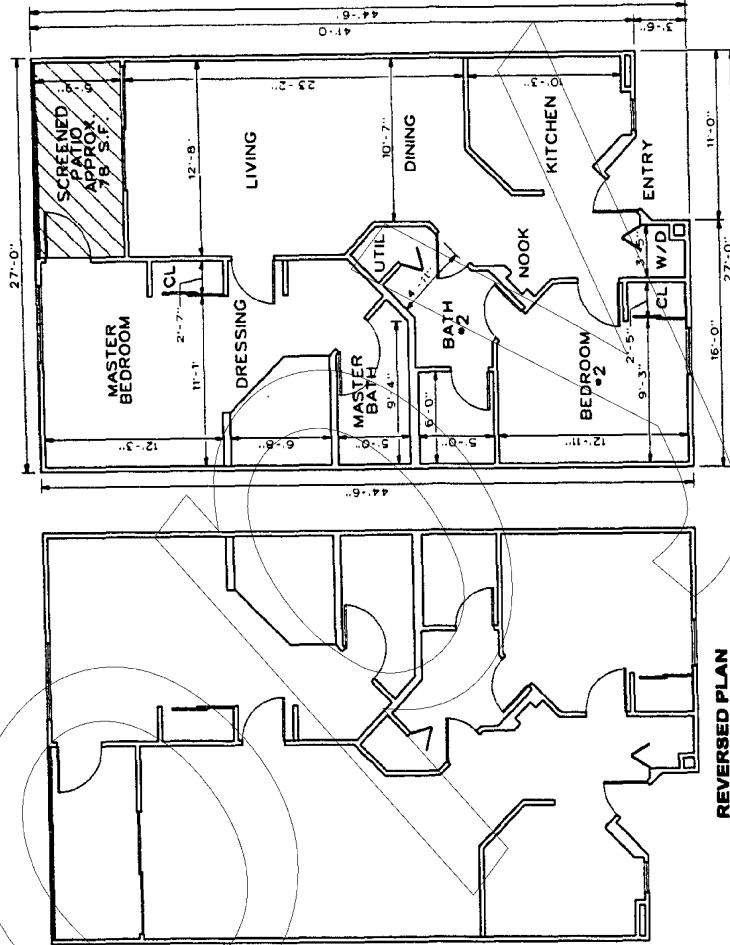 44'-6"
41'-0
3'-6"
27'-0"
SCREENED
PATIO
APPROX.
78 S.F.
23'-2"
10'-3"
12'-8
LIVING
10'-7"
DINING
KITCHEN
ENTRY
11'-0"
MASTER
BEDROOM
CL
2'-7"
11'-1'
DRESSING
UTIL
NOOK
3'-5"
W/D
27'-0"
BATH
#2
MASTER
BATH
9'-4"
6'-0"
CL
2'-5"
9'-3"
BEDROOM
#2
16'-0"
12'-3"
6'-8"
5'-0"
5'-0"
12'-11"
44'-6"
REVERSED PLAN